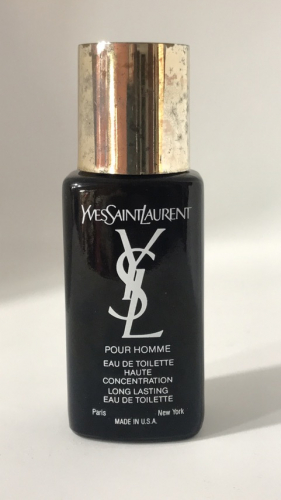 YVESSAINTLAURENT
YSL
POUR HOMME
EAU DE TOILETTE
HAUTE
CONCENTRATION
LONG LASTING
EAU DE TOILETTE
Paris New York
MADE IN U.S.A.